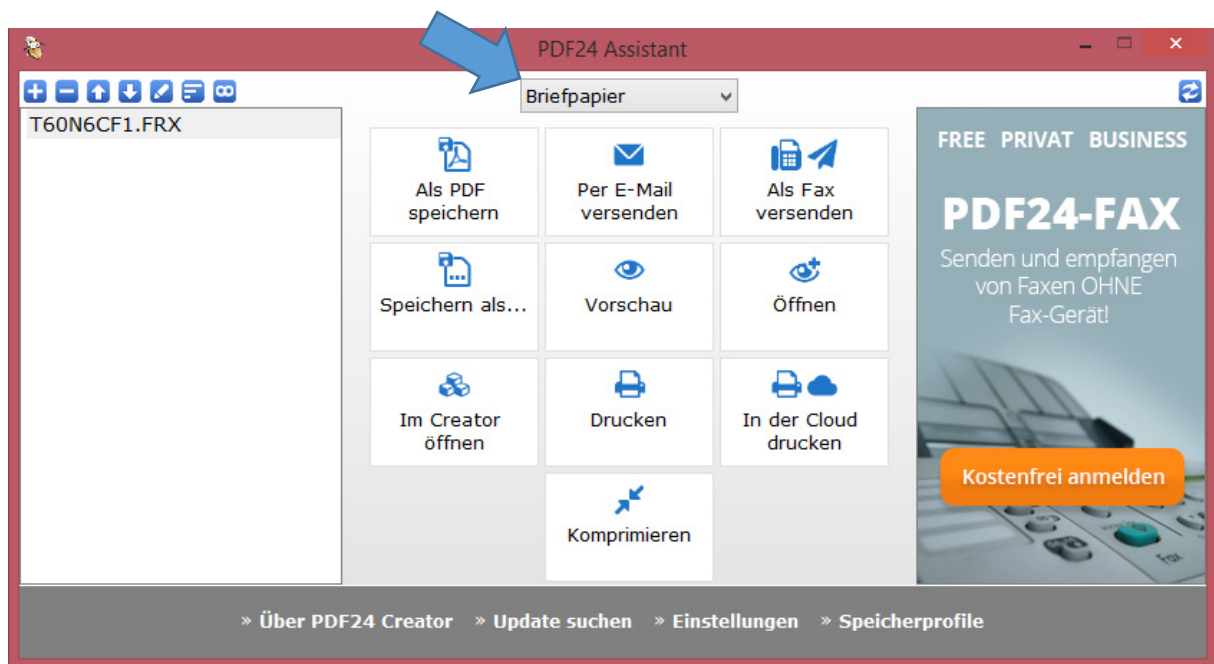 PDF24 Assistant
Briefpapier
T60N6CF1.FRX
Als PDF
speichern
Per E-Mail
versenden
Als Fax
versenden
Speichern als...
Vorschau
Öffnen
Im Creator
öffnen
Drucken
In der Cloud
drucken
Komprimieren
FREE PRIVAT BUSINESS
PDF24-FAX
Senden und empfangen
von Faxen OHNE
Fax-Gerät!
Kostenfrei anmelden
Fax
» Über PDF24 Creator » Update suchen » Einstellungen » Speicherprofile